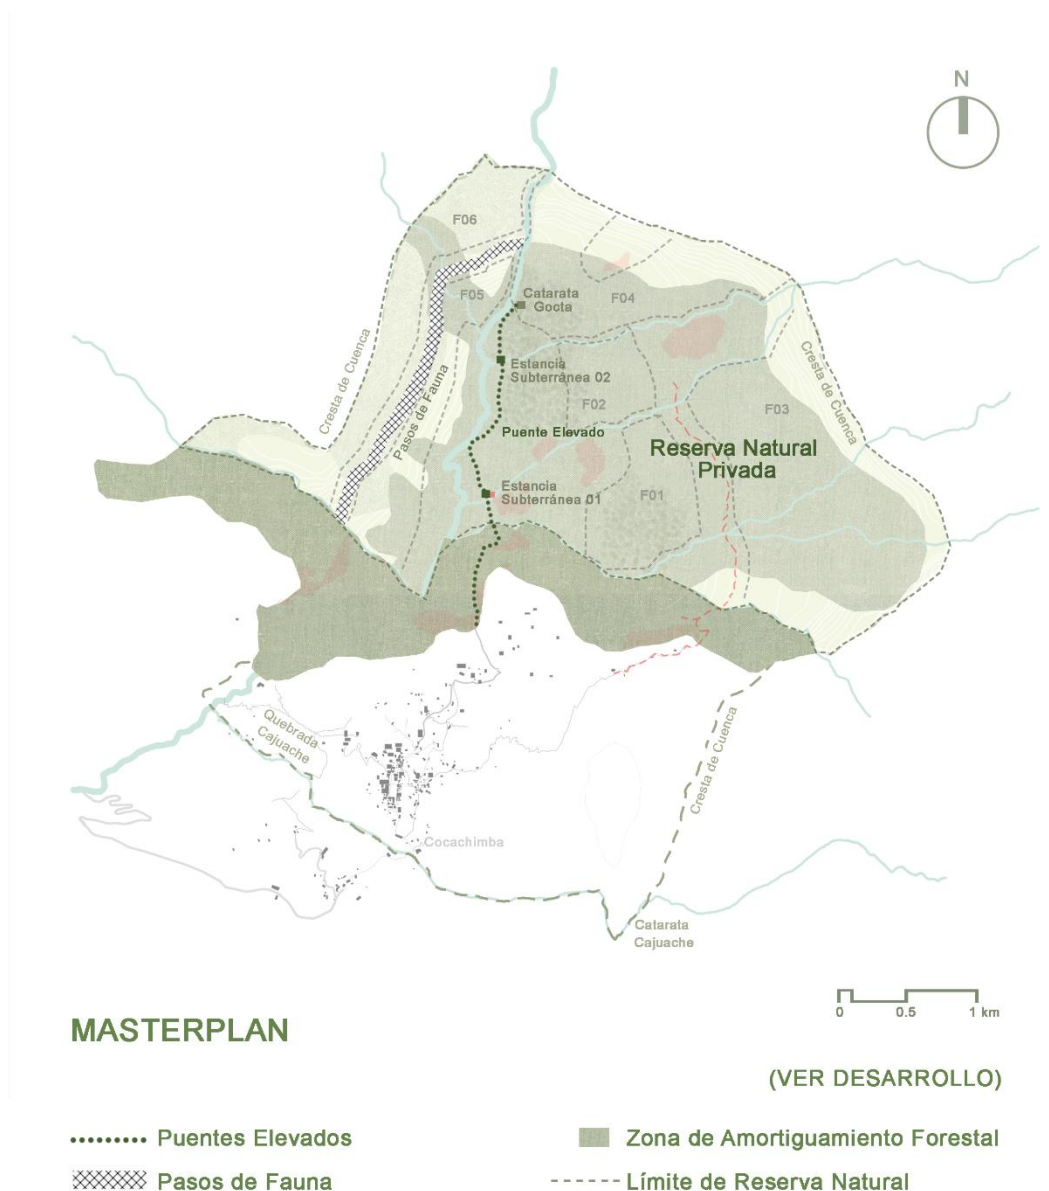 N
F06
F05
Catarata
Gocta
F04
Cresta de Cuenca
Pasos de Fauna
Estancia
Subterránea 02
Cresta de Cuenca
F02
F03
Puente Elevado
Reserva Natural
Privada
Estancia
Subterránea 01
F01
Quebrada
Cajuache
Cresta de Cuenca
Cocachimba
Catarata
Cajuache
0 0.5 1 km
MASTERPLAN
(VER DESARROLLO)
Puentes Elevados
Zona de Amortiguamiento Forestal
Pasos de Fauna
Límite de Reserva Natural